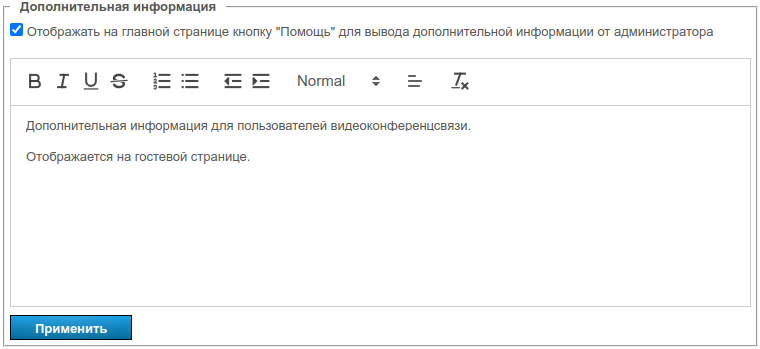 Дополнительная информация
Отображать на главной странице кнопку "Помощь" для вывода дополнительной информации от администратора
B I U S Normal
Дополнительная информация для пользователей видеоконференцсвязи.
Отображается на гостевой странице.
Применить